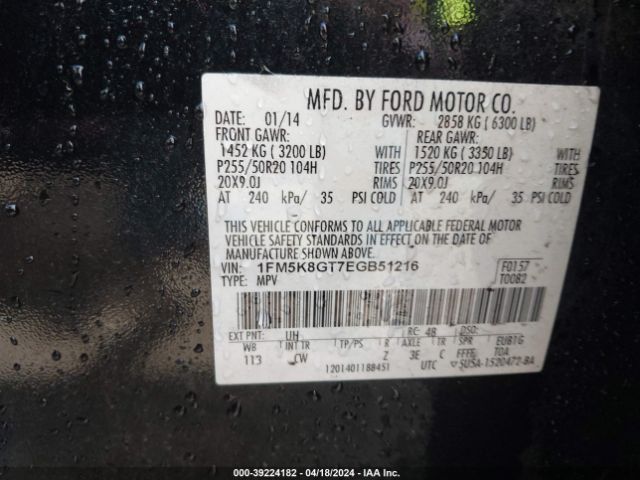 MFD. BY FORD MOTOR CO.
DATE: 01/14 GVWR: 2858 KG ( 6300 LB)
FRONT GAWR: REAR GAWR:
1452 KG ( 3200 LB) WITH 1520 KG ( 3350 LB) WITH
P255/50R20 104H TIRES P255/50R20 104H TIRES
20X9.0J RIMS 20X9.0J RIMS
AT 240 kPa/ 35 PSI COLD AT 240 kPa/ 35 PSI COLD
THIS VEHICLE CONFORMS TO ALL APPLICABLE FEDERAL MOTOR
VEHICLE SAFETY STANDARDS IN EFFECT ON THE DATE OF
MANUFACTURE SHOWN ABOVE.
VIN: 1FM5K8GT7EGB51216 F0157
TYPE: MPV T0082
EXT PNT: UH RC: 48 DSO:
WB INT TR TP/PS R AXLE TR SPR EUB1G
113 CW Z 3E C FFFF TOA
1201401188451 UTC SU5A-1520472-BA
000-39224182 - 04/18/2024 - IAA Inc.